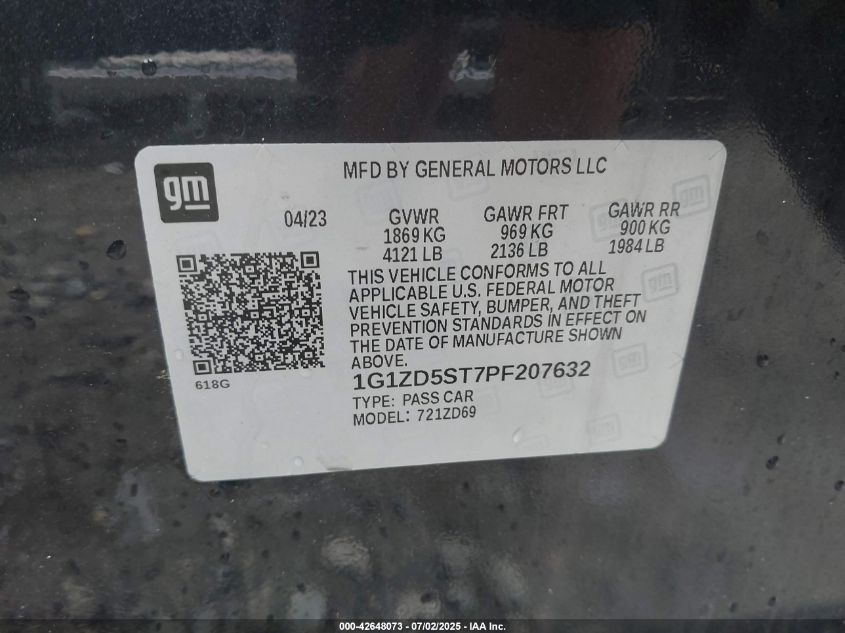 gm
MFD BY GENERAL MOTORS LLC
04/23
GVWR
1869 KG
4121 LB
GAWR FRT
969 KG
2136 LB
GAWR RR
900 KG
1984 LB
THIS VEHICLE CONFORMS TO ALL
APPLICABLE U.S. FEDERAL MOTOR
VEHICLE SAFETY, BUMPER, AND THEFT
PREVENTION STANDARDS IN EFFECT ON
THE DATE OF MANUFACTURE SHOWN
ABOVE.
618G
1G1ZD5ST7PF207632
TYPE: PASS CAR
MODEL: 721ZD69
000-42648073 - 07/02/2025 - IAA Inc.